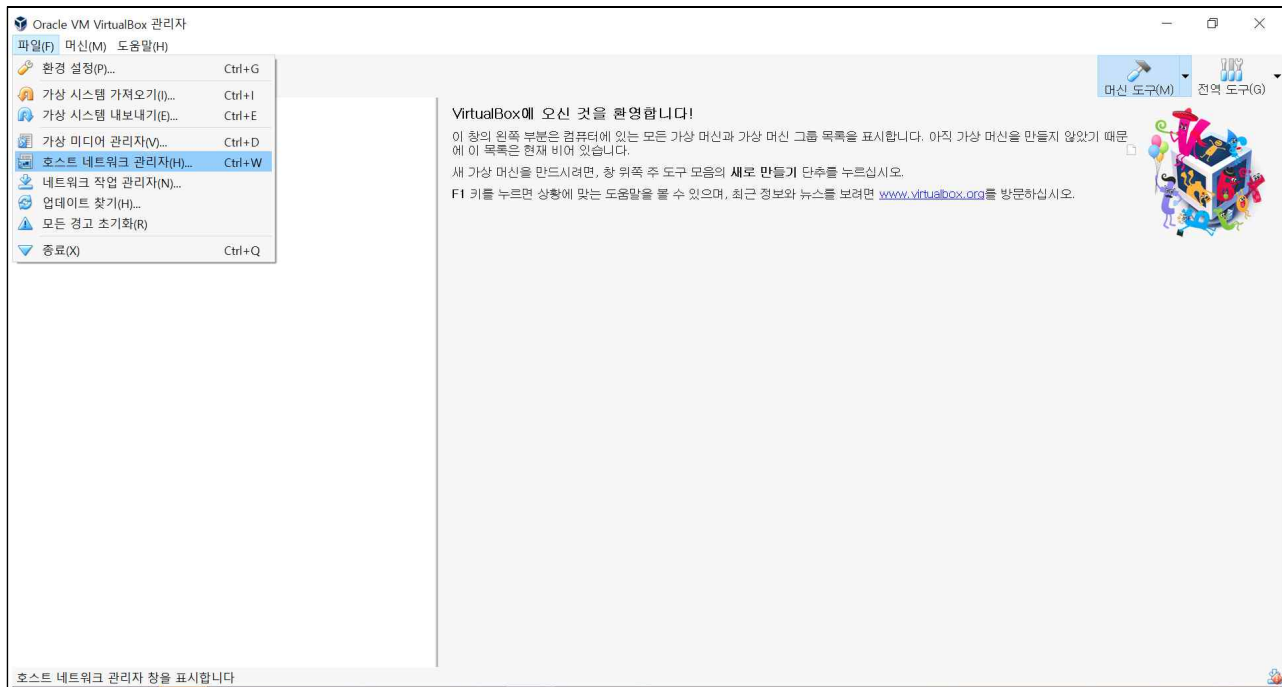 Oracle VM VirtualBox 관리자
파일(F) 머신(M) 도움말(H)
환경 설정(P)... Ctrl+G
가상 시스템 가져오기(I)... Ctrl+I
가상 시스템 내보내기(E)... Ctrl+E
가상 미디어 관리자(V)... Ctrl+D
호스트 네트워크 관리자(H)... Ctrl+W
네트워크 작업 관리자(N)...
업데이트 찾기(H)...
모든 경고 초기화(R)
종료(X) Ctrl+Q
머신 도구(M) 전역 도구(G)
VirtualBox에 오신 것을 환영합니다!
이 창의 왼쪽 부분은 컴퓨터에 있는 모든 가상 머신과 가상 머신 그룹 목록을 표시합니다. 아직 가상 머신을 만들지 않았기 때문
에 이 목록은 현재 비어 있습니다.
새 가상 머신을 만드시려면, 창 위쪽 주 도구 모음의 새로 만들기 단추를 누르십시오.
F1 키를 누르면 상황에 맞는 도움말을 볼 수 있으며, 최근 정보와 뉴스를 보려면 www.virtualbox.org를 방문하십시오.
호스트 네트워크 관리자 창을 표시합니다